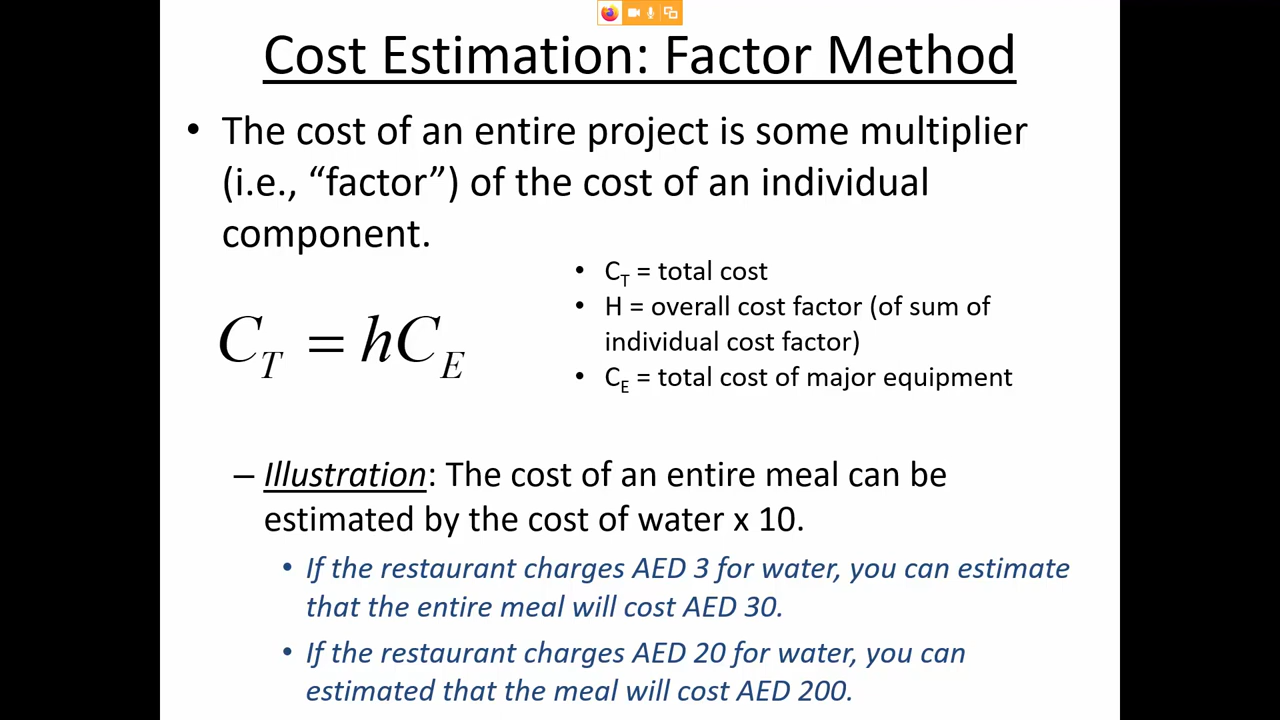 Cost Estimation: Factor Method
• The cost of an entire project is some multiplier
(i.e., “factor”) of the cost of an individual
component.
• C_T = total cost
• H = overall cost factor (of sum of
individual cost factor)
• C_E = total cost of major equipment
C_T = hC_E
– Illustration: The cost of an entire meal can be
estimated by the cost of water x 10.
• If the restaurant charges AED 3 for water, you can estimate
that the entire meal will cost AED 30.
• If the restaurant charges AED 20 for water, you can
estimated that the meal will cost AED 200.